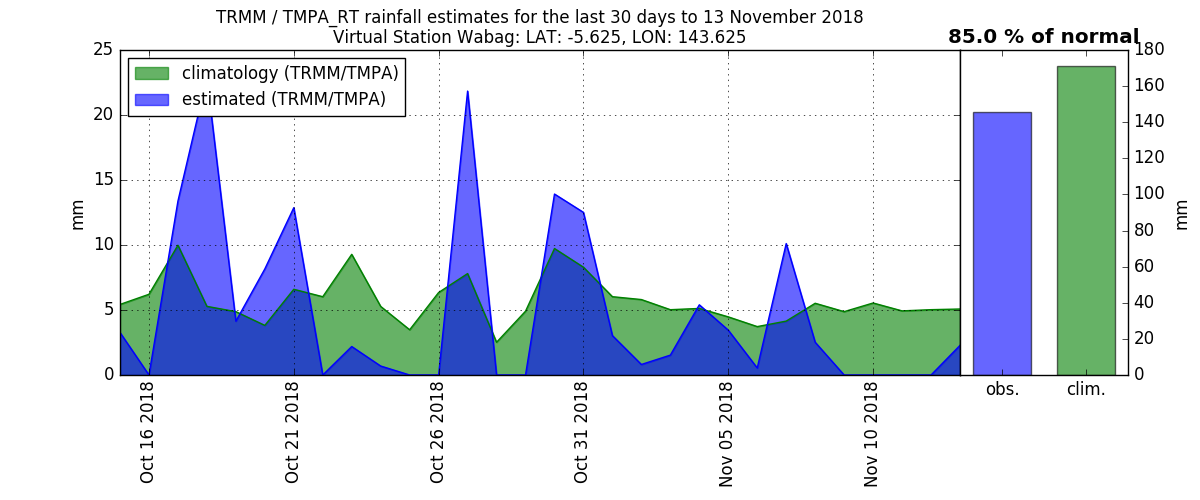 TRMM / TMPA_RT rainfall estimates for the last 30 days to 13 November 2018
Virtual Station Wabag: LAT: -5.625, LON: 143.625
85.0 % of normal
climatology (TRMM/TMPA)
estimated (TRMM/TMPA)
25
20
15
10
5
0
mm
Oct 16 2018
Oct 21 2018
Oct 26 2018
Oct 31 2018
Nov 05 2018
Nov 10 2018
obs.
clim.
180
160
140
120
100
80
60
40
20
0
mm